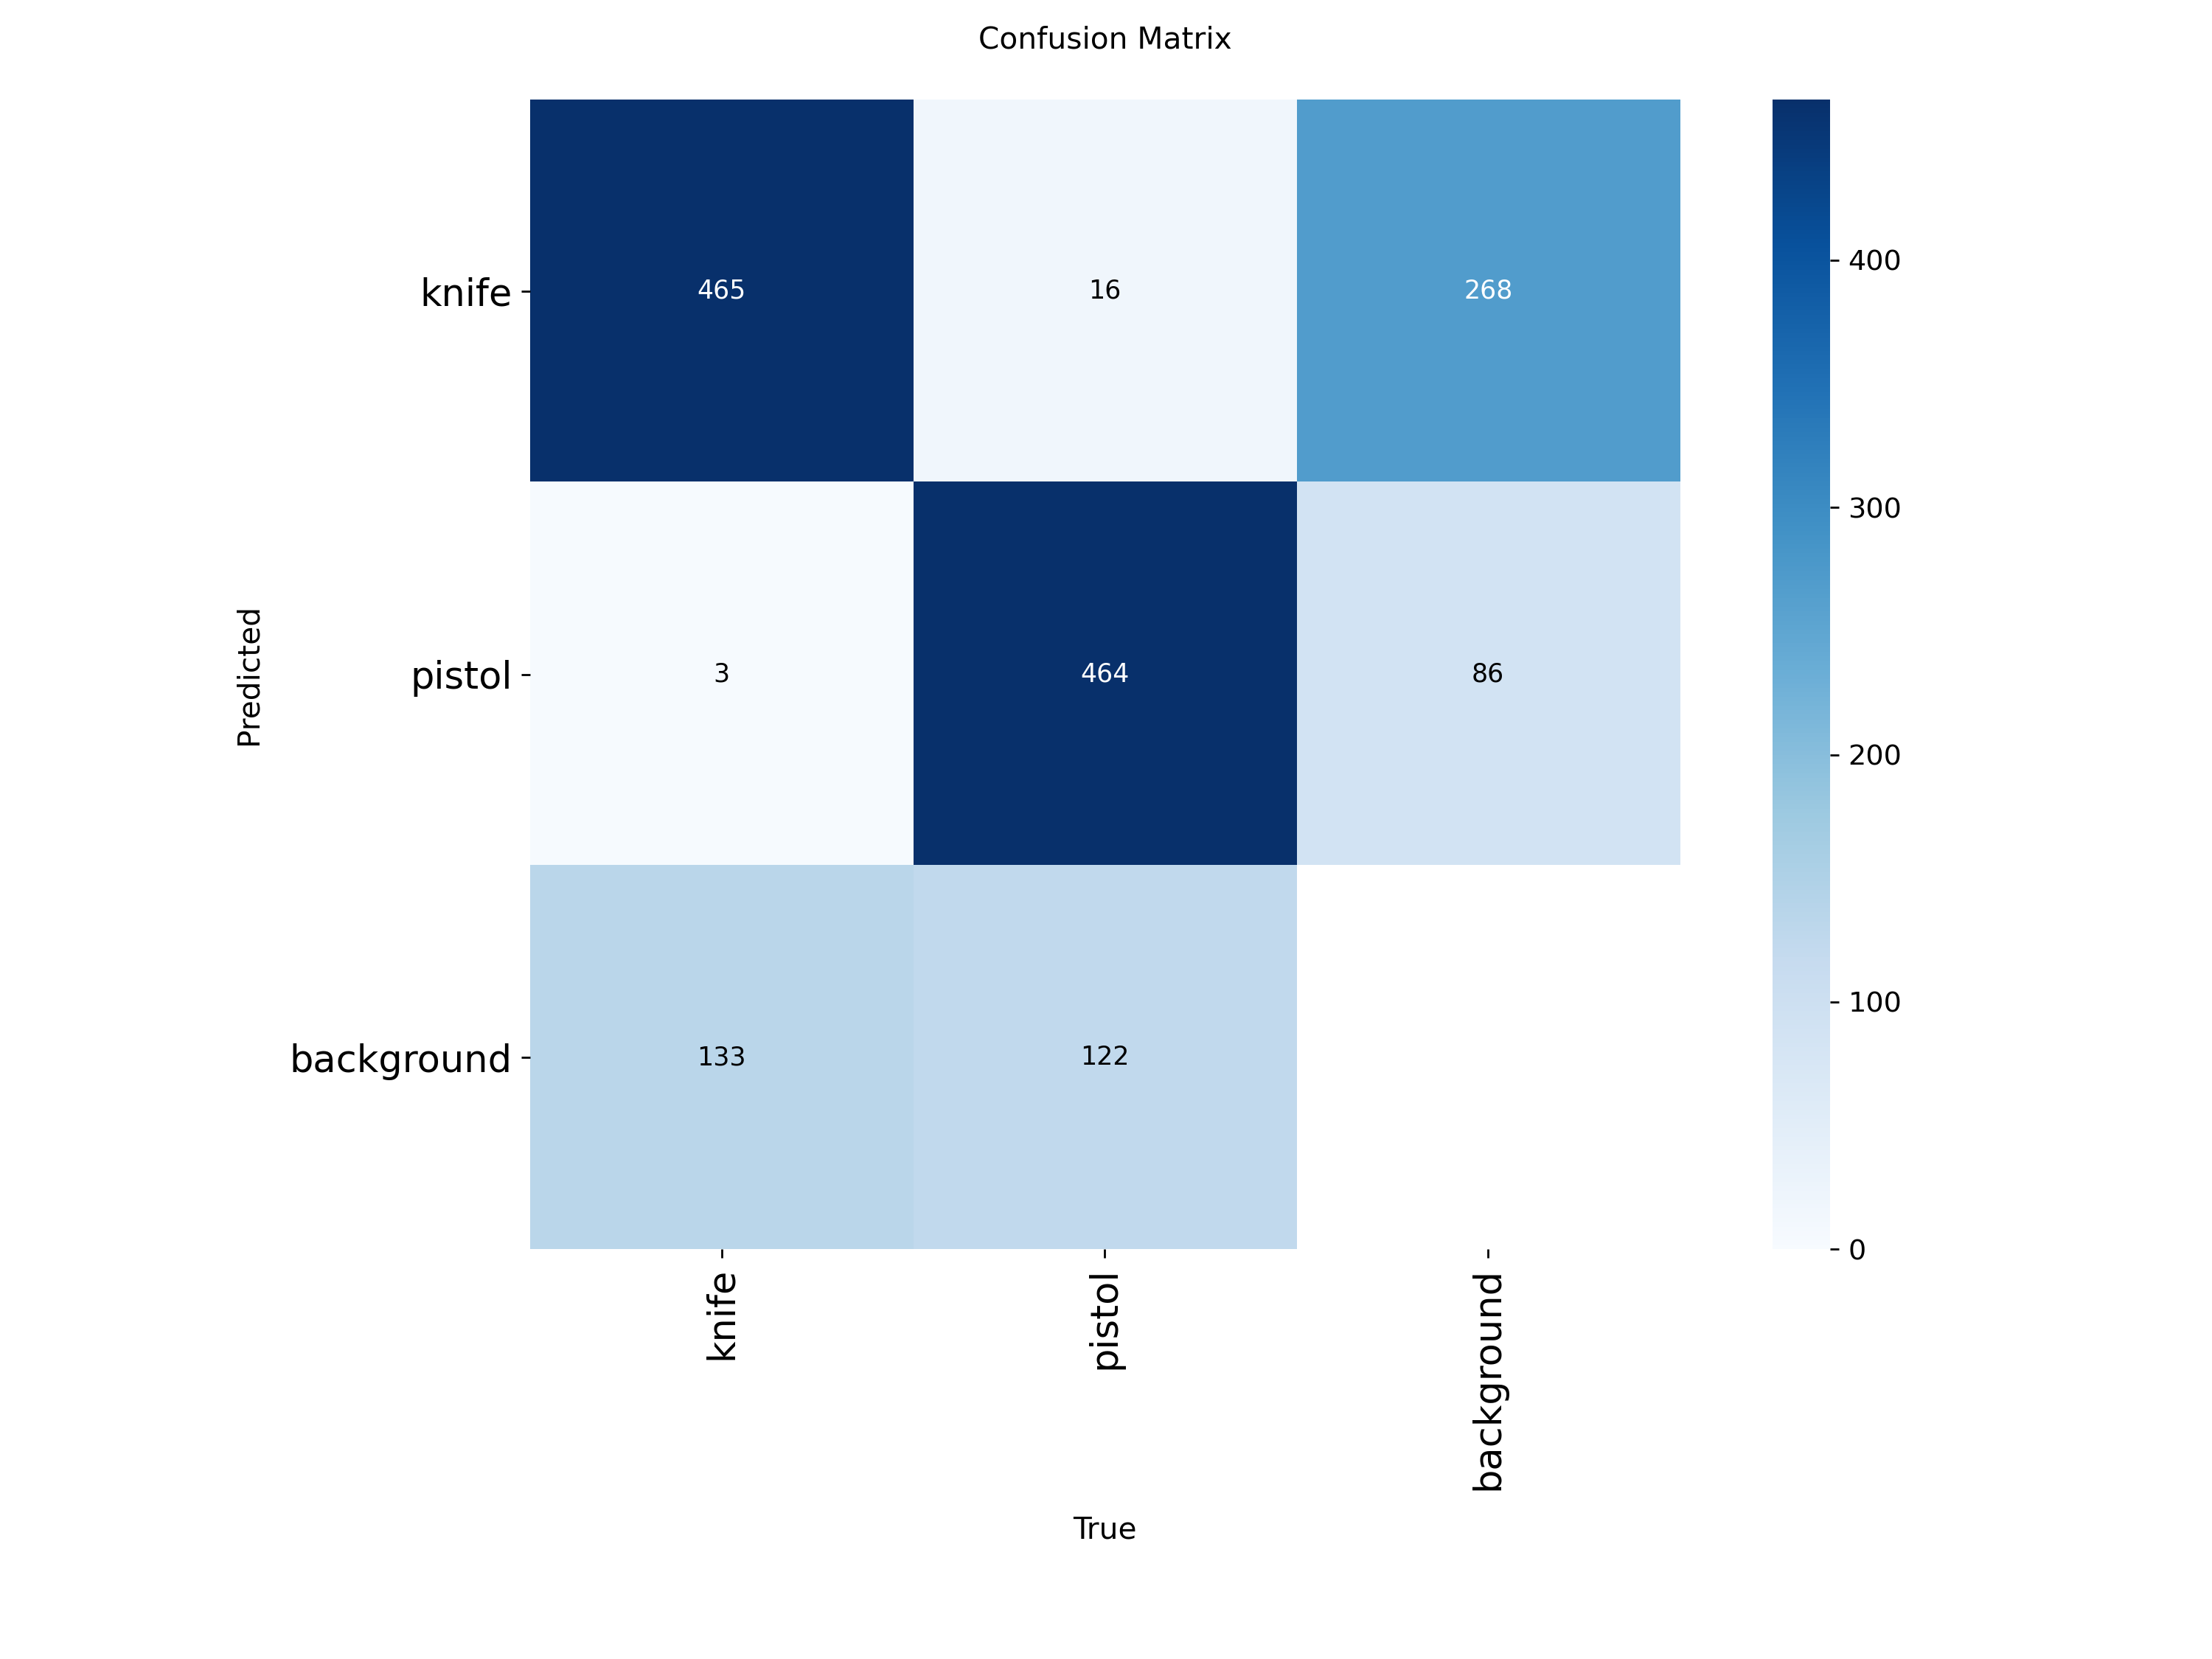 Confusion Matrix
knife
465
16
268
400
300
Predicted
pistol
3
464
86
200
background
133
122
100
0
knife
pistol
background
True